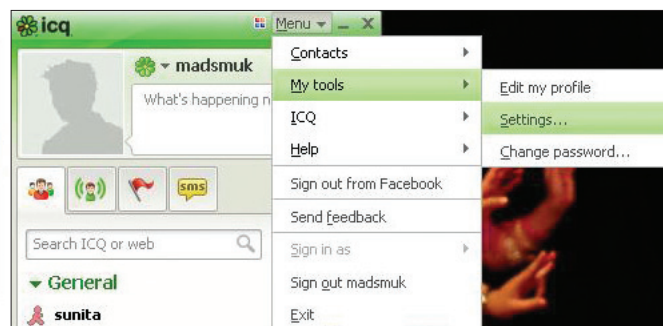 icq
Menu
madsmuk
What's happening n
sms
Search ICQ or web
General
sunita
Contacts
My tools
ICQ
Help
Sign out from Facebook
Send feedback
Sign in as
Sign out madsmuk
Exit
Edit my profile
Settings...
Change password...